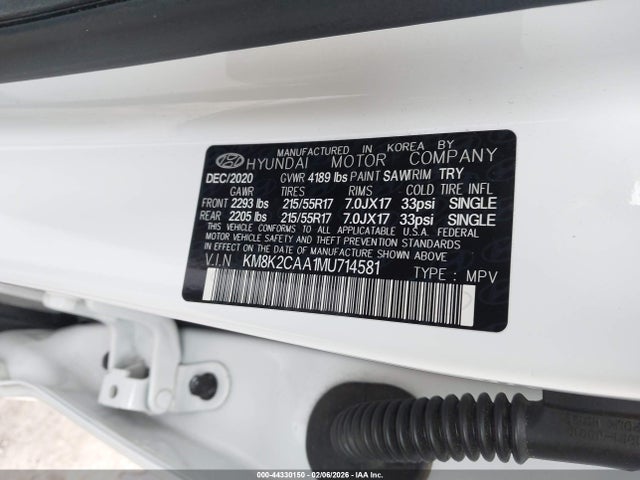 MANUFACTURED IN KOREA BY
HYUNDAI MOTOR COMPANY
DEC/2020 GVWR 4189 lbs PAINT SAW TRIM TRY
GAWR TIRES RIMS COLD TIRE INFL
FRONT 2293 lbs 215/55R17 7.0JX17 33psi SINGLE
REAR 2205 lbs 215/55R17 7.0JX17 33psi SINGLE
THIS VEHICLE CONFORMS TO ALL APPLICABLE U.S.A. FEDERAL
MOTOR VEHICLE SAFETY AND THEFT PREVENTION STANDARDS
IN EFFECT ON THE DATE OF MANUFACTURE SHOWN ABOVE.
V.I.N KM8K2CAA1MU714581 TYPE : MPV
000-44330150 02/06/2026 © IAA, Inc.